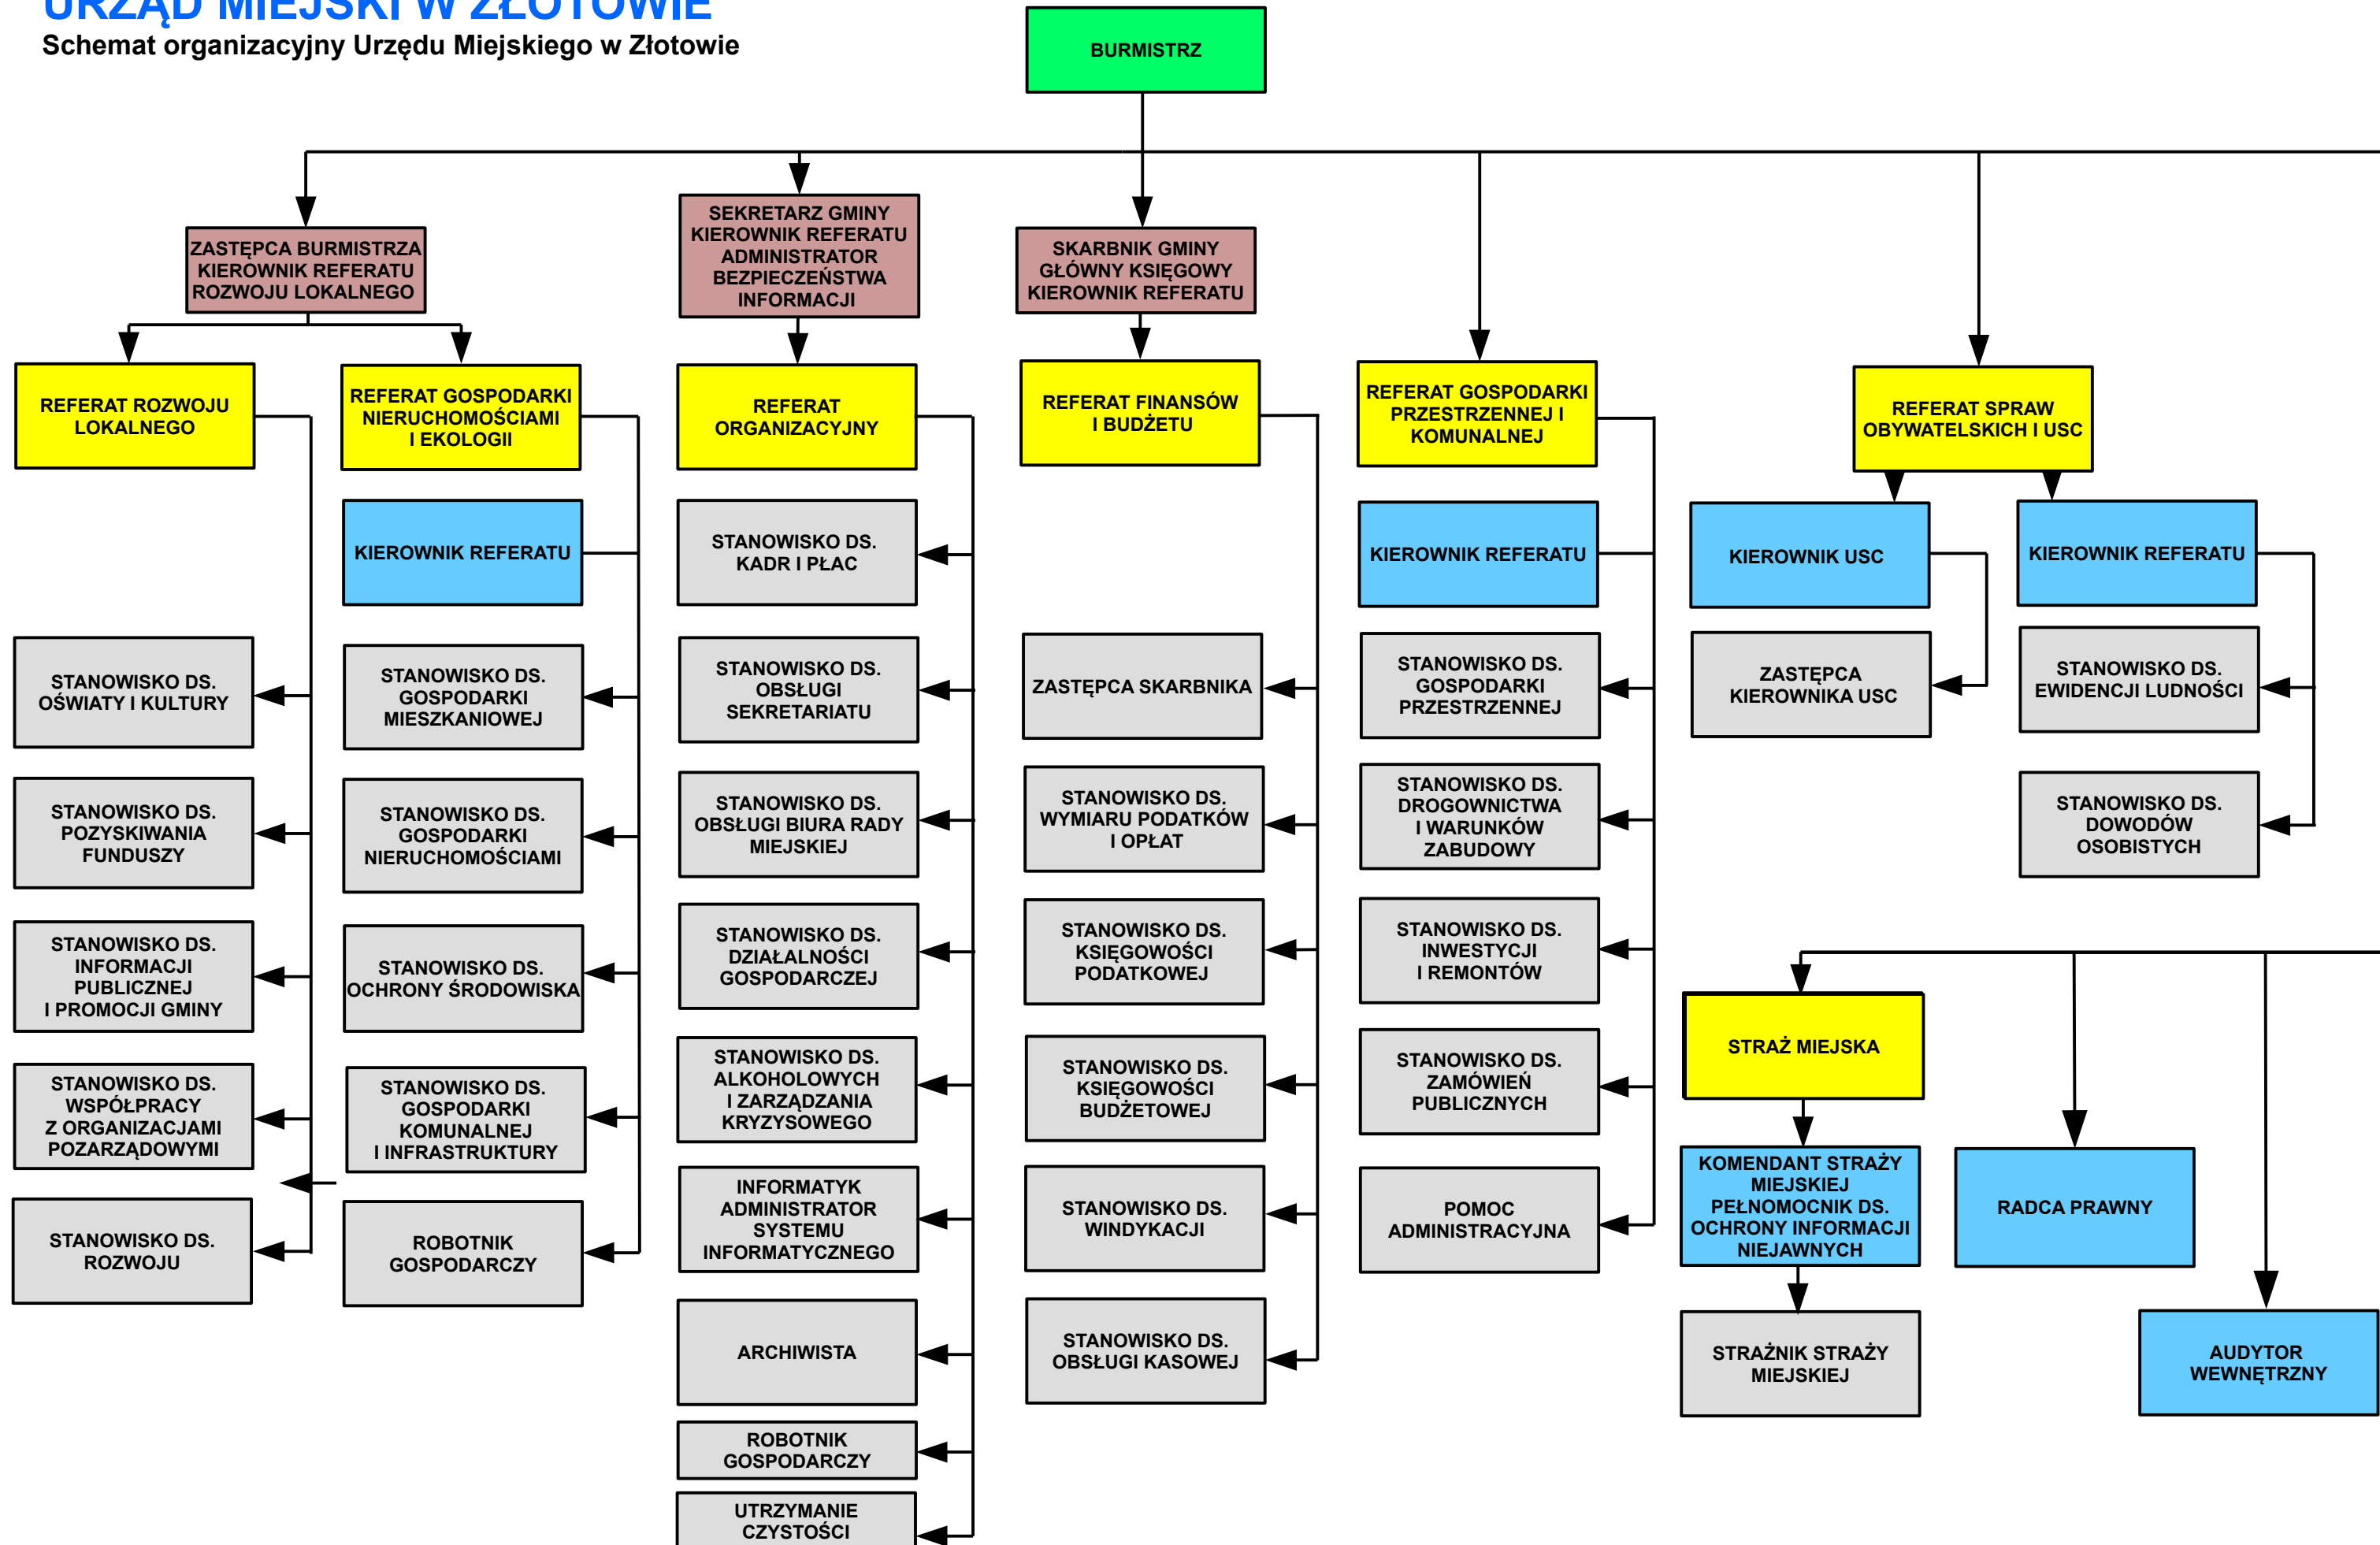 URZĄD MIEJSKI W ZŁOTOWIE
Schemat organizacyjny Urzędu Miejskiego w Złotowie
BURMISTRZ
ZASTĘPCA BURMISTRZA
KIEROWNIK REFERATU
ROZWOJU LOKALNEGO
SEKRETARZ GMINY
KIEROWNIK REFERATU
ADMINISTRATOR
BEZPIECZEŃSTWA
INFORMACJI
SKARBNIK GMINY
GŁÓWNY KSIĘGOWY
KIEROWNIK REFERATU
REFERAT ROZWOJU
LOKALNEGO
REFERAT GOSPODARKI
NIERUCHOMOŚCIAMI
I EKOLOGII
REFERAT
ORGANIZACYJNY
REFERAT FINANSÓW
I BUDŻETU
REFERAT GOSPODARKI
PRZESTRZENNEJ I
KOMUNALNEJ
REFERAT SPRAW
OBYWATELSKICH I USC
KIEROWNIK REFERATU
STANOWISKO DS.
KADR I PŁAC
KIEROWNIK REFERATU
KIEROWNIK USC
KIEROWNIK REFERATU
STANOWISKO DS.
OŚWIATY I KULTURY
STANOWISKO DS.
GOSPODARKI
MIESZKANIOWEJ
STANOWISKO DS.
OBSŁUGI
SEKRETARIATU
ZASTĘPCA SKARBNIKA
STANOWISKO DS.
GOSPODARKI
PRZESTRZENNEJ
ZASTĘPCA
KIEROWNIKA USC
STANOWISKO DS.
EWIDENCJI LUDNOŚCI
STANOWISKO DS.
POZYSKIWANIA
FUNDUSZY
STANOWISKO DS.
GOSPODARKI
NIERUCHOMOŚCIAMI
STANOWISKO DS.
OBSŁUGI BIURA RADY
MIEJSKIEJ
STANOWISKO DS.
WYMIARU PODATKÓW
I OPŁAT
STANOWISKO DS.
DROGOWNICTWA
I WARUNKÓW
ZABUDOWY
STANOWISKO DS.
DOWODÓW
OSOBISTYCH
STANOWISKO DS.
INFORMACJI
PUBLICZNEJ
I PROMOCJI GMINY
STANOWISKO DS.
OCHRONY ŚRODOWISKA
STANOWISKO DS.
DZIAŁALNOŚCI
GOSPODARCZEJ
STANOWISKO DS.
KSIĘGOWOŚCI
PODATKOWEJ
STANOWISKO DS.
INWESTYCJI
I REMONTÓW
STRAŻ MIEJSKA
STANOWISKO DS.
WSPÓŁPRACY
Z ORGANIZACJAMI
POZARZĄDOWYMI
STANOWISKO DS.
GOSPODARKI
KOMUNALNEJ
I INFRASTRUKTURY
STANOWISKO DS.
ALKOHOLOWYCH
I ZARZĄDZANIA
KRYZYSOWEGO
STANOWISKO DS.
KSIĘGOWOŚCI
BUDŻETOWEJ
STANOWISKO DS.
ZAMÓWIEŃ
PUBLICZNYCH
KOMENDANT STRAŻY
MIEJSKIEJ
PEŁNOMOCNIK DS.
OCHRONY INFORMACJI
NIEJAWNYCH
RADCA PRAWNY
STANOWISKO DS.
ROZWOJU
ROBOTNIK
GOSPODARCZY
INFORMATYK
ADMINISTRATOR
SYSTEMU
INFORMATYCZNEGO
STANOWISKO DS.
WINDYKACJI
POMOC
ADMINISTRACYJNA
ARCHIWISTA
STANOWISKO DS.
OBSŁUGI KASOWEJ
STRAŻNIK STRAŻY
MIEJSKIEJ
AUDYTOR
WEWNĘTRZNY
ROBOTNIK
GOSPODARCZY
UTRZYMANIE
CZYSTOŚCI